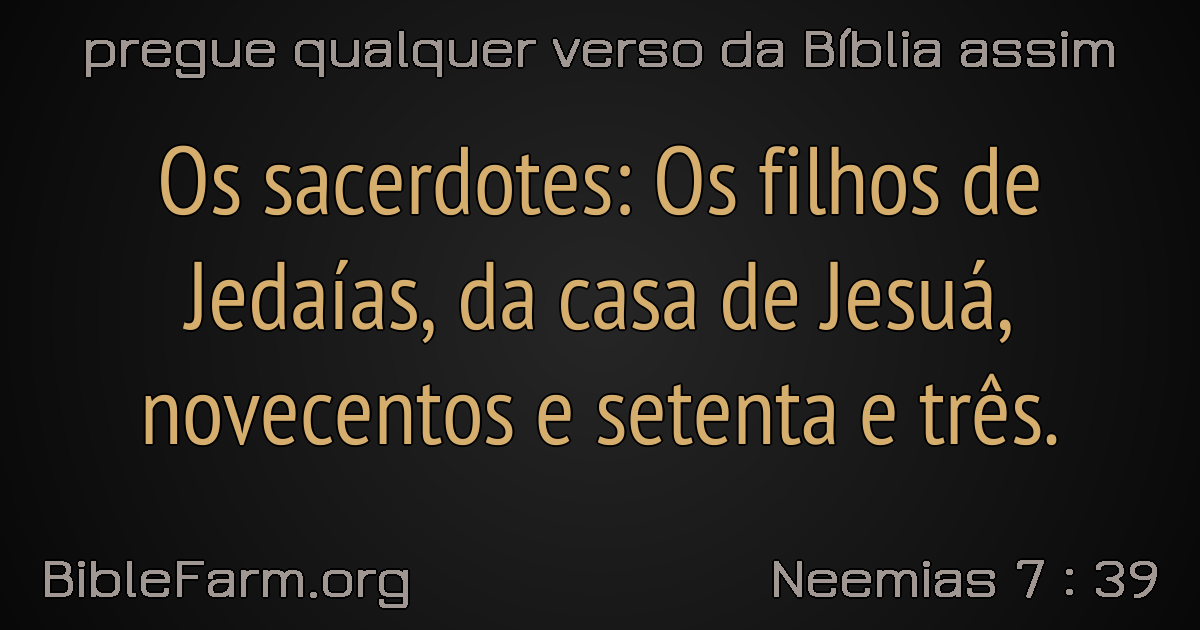 pregue qualquer verso da Bíblia assim
Os sacerdotes: Os filhos de
Jedaías, da casa de Jesuá,
novecentos e setenta e três.
BibleFarm.org
Neemias 7 : 39